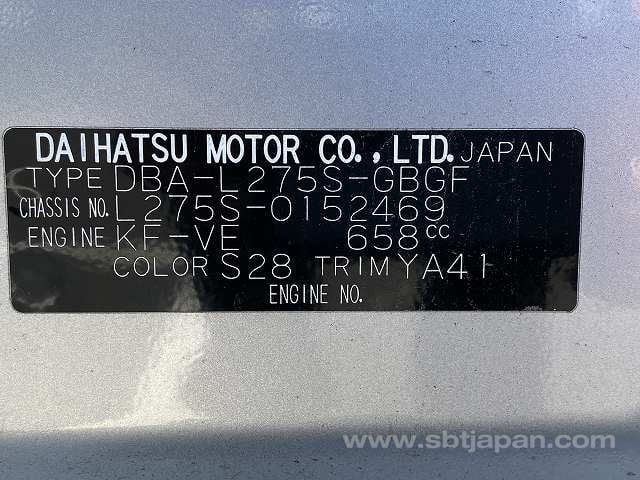 DAIHATSU MOTOR CO., LTD. JAPAN
TYPE DBA-L275S-GBGF
CHASSIS NO. L275S-0152469
ENGINE KF-VE 658cc
COLOR S28 TRIM YA41
ENGINE NO.
www.sbtjapan.com